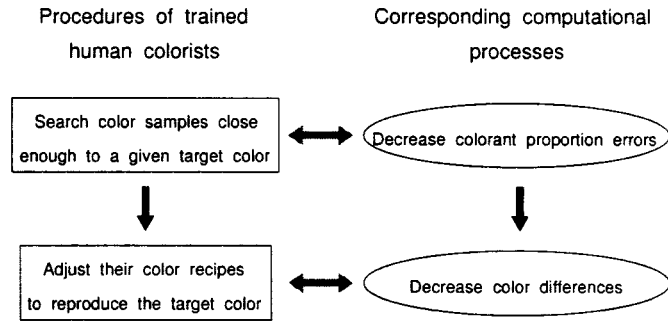 Procedures of trained
human colorists
Corresponding computational
processes
Search color samples close
enough to a given target color
Decrease colorant proportion errors
Adjust their color recipes
to reproduce the target color
Decrease color differences